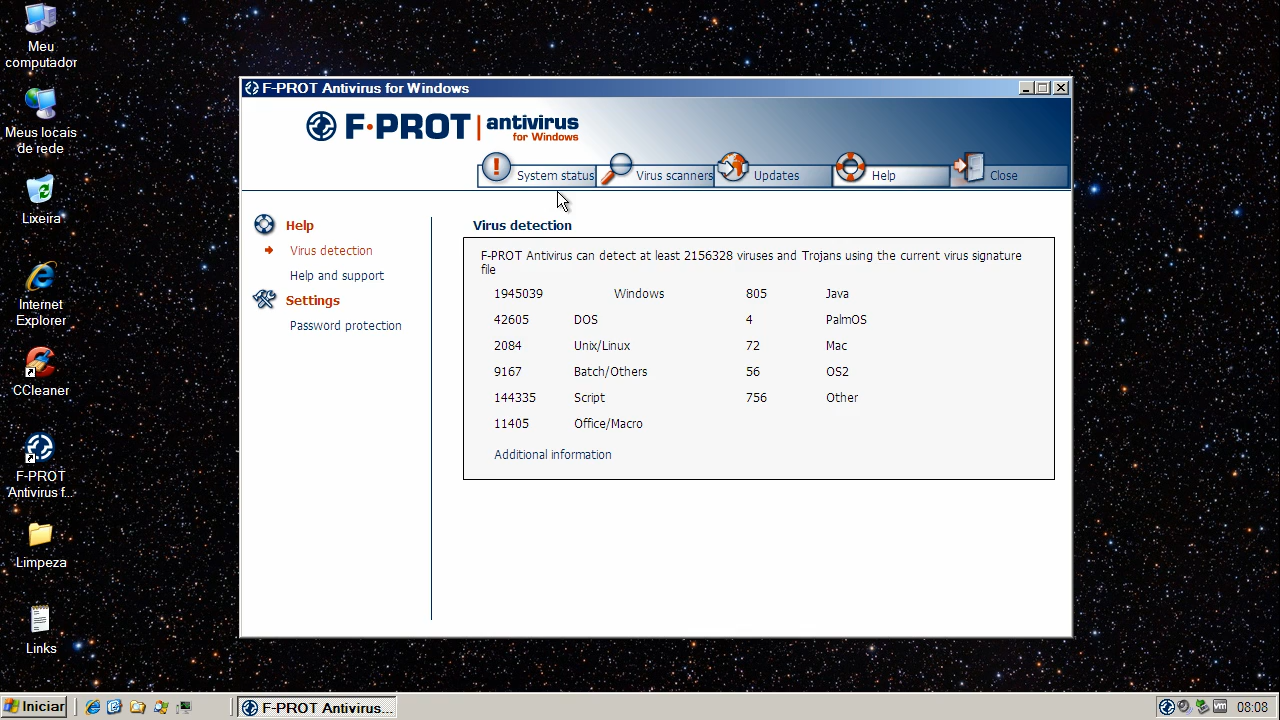 Meu
computador
Meus locais
de rede
Lixeira
Internet
Explorer
CCleaner
F-PROT
Antivirus f...
Limpeza
Links
F-PROT Antivirus for Windows
F-PROT antivirus
for Windows
System status
Virus scanners
Updates
Help
Close
Help
Virus detection
Help and support
Settings
Password protection
Virus detection
F-PROT Antivirus can detect at least 2156328 viruses and Trojans using the current virus signature
file
1945039 Windows 805 Java
42605 DOS 4 PalmOS
2084 Unix/Linux 72 Mac
9167 Batch/Others 56 OS2
144335 Script 756 Other
11405 Office/Macro
Additional information
Iniciar
F-PROT Antivirus...
vm
08:08